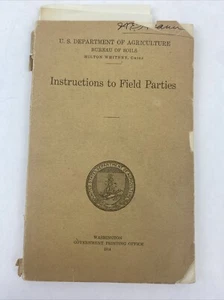 U. S. DEPARTMENT OF AGRICULTURE
BUREAU OF SOILS
MILTON WHITNEY, CHIEF
Instructions to Field Parties
WASHINGTON
GOVERNMENT PRINTING OFFICE